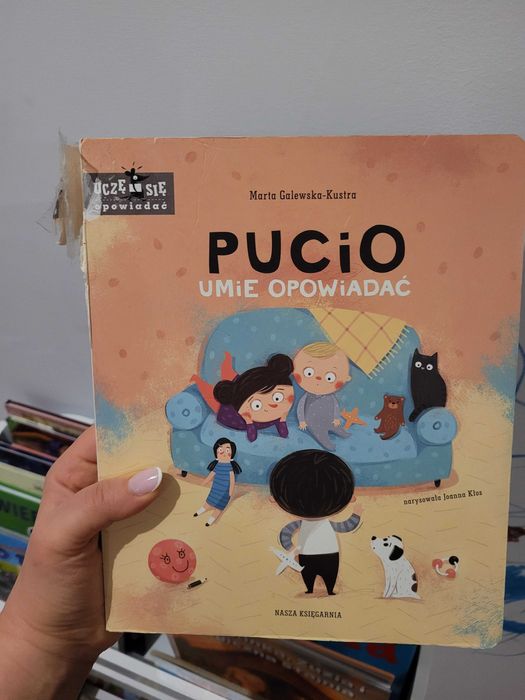 UCZĘ SIĘ
opowiadać
Marta Galewska-Kustra
PUCiO
UMiE OPOWiADAĆ
narysowała Joanna Kłos
NASZA KSIĘGARNIA